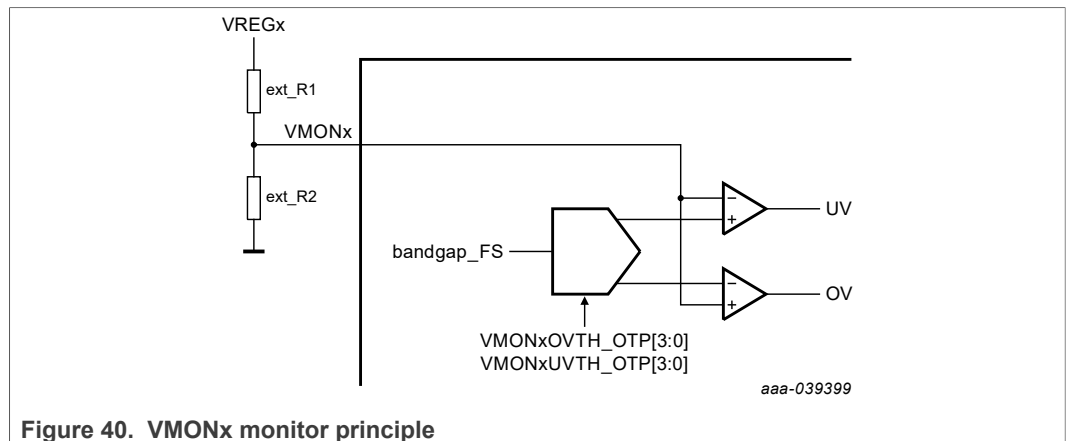 VREGx
ext_R1
VMONx
ext_R2
−
+
UV
bandgap_FS
−
+
OV
VMONxOVTH_OTP[3:0]
VMONxUVTH_OTP[3:0]
aaa-039399
Figure 40. VMONx monitor principle